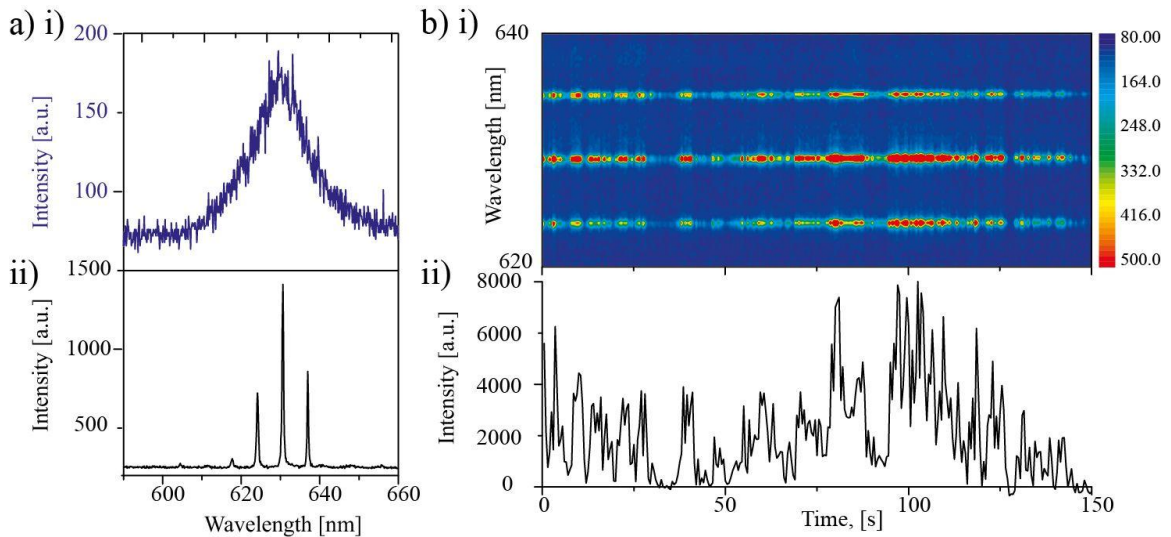 a) i)
200
150
100
Intensity [a.u.]
ii)
1500
1000
500
Intensity [a.u.]
600 620 640 660
Wavelength [nm]
b) i)
640
Wavelength [nm]
620
80.00
164.0
248.0
332.0
416.0
500.0
ii)
8000
6000
4000
2000
0
Intensity [a.u.]
0 50 100 150
Time, [s]